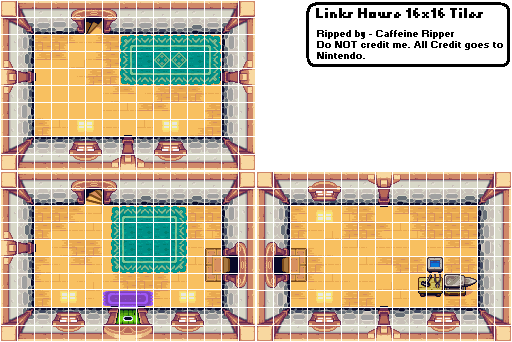 Links House 16x16 Tiles
Ripped by - Caffeine Ripper
Do NOT credit me. All Credit goes to
Nintendo.